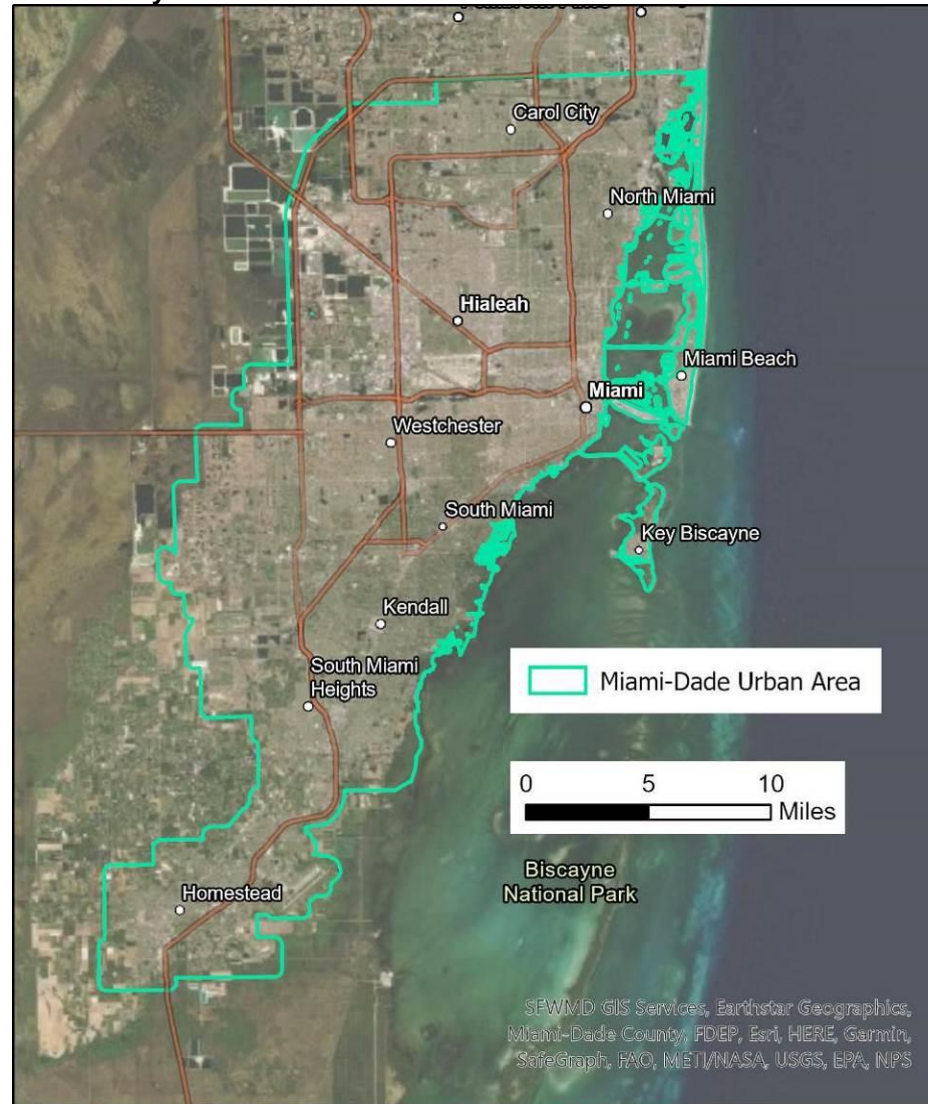 Carol City
North Miami
Hialeah
Miami Beach
Miami
Westchester
South Miami
Key Biscayne
Kendall
South Miami
Heights
Miami-Dade Urban Area
0 5 10
Miles
Biscayne
National Park
Homestead
SFWMD GIS Services, Earthstar Geographics,
Miami-Dade County, FDEP, Esri, HERE, Garmin,
SafeGraph, FAO, METI/NASA, USGS, EPA, NPS